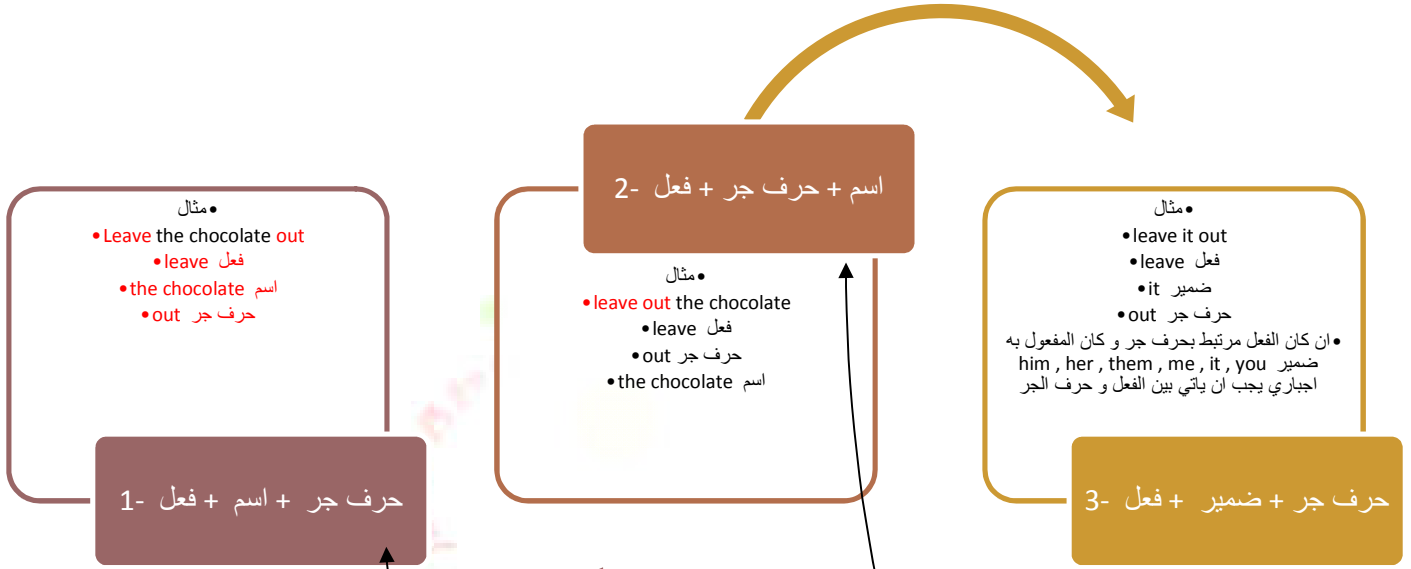 •مثال
•Leave the chocolate out
•leave فعل
•the chocolate اسم
•out حرف جر
1- فعل + اسم + حرف جر
2- فعل + حرف جر + اسم
•مثال
•leave out the chocolate
•leave فعل
•out حرف جر
•the chocolate اسم
•مثال
•leave it out
•leave فعل
•it ضمير
•out حرف جر
•ان كان الفعل مرتبط بحرف جر و كان المفعول به
ضمير him , her , them , me , it , you
اجباري يجب ان ياتي بين الفعل و حرف الجر
3- فعل + ضمير + حرف جر